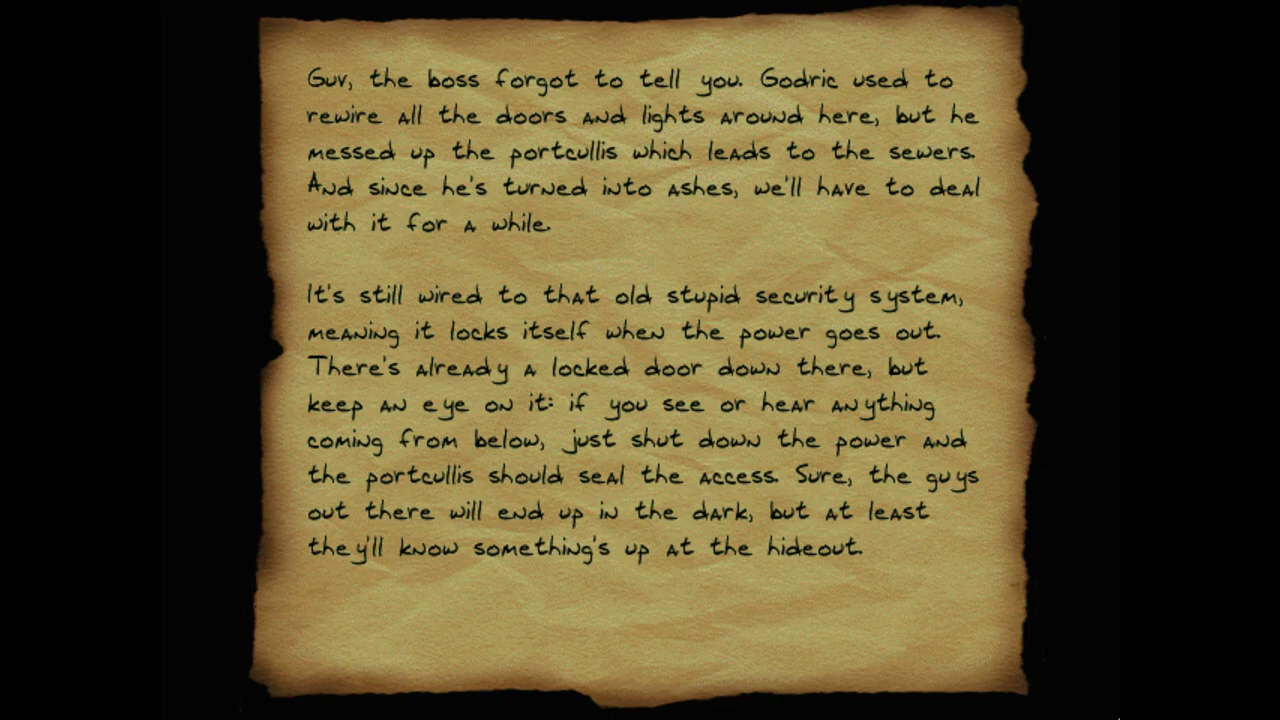 Guv, the boss forgot to tell you. Godric used to
rewire all the doors and lights around here, but he
messed up the portcullis which leads to the sewers.
And since he's turned into ashes, we'll have to deal
with it for a while.
It's still wired to that old stupid security system,
meaning it locks itself when the power goes out.
There's already a locked door down there, but
keep an eye on it: if you see or hear anything
coming from below, just shut down the power and
the portcullis should seal the access. Sure, the guys
out there will end up in the dark, but at least
they'll know something's up at the hideout.